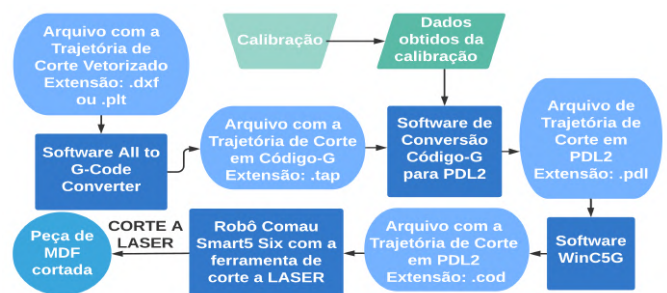 Arquivo com a
Trajetória de
Corte Vetorizado
Extensão: .dxf
ou .plt
Calibração
Dados
obtidos da
calibração
Software All to
G-Code
Converter
Arquivo com a
Trajetória de Corte
em Código-G
Extensão: .tap
Software de
Conversão
Código-G
para PDL2
Arquivo de
Trajetória de
Corte em
PDL2
Extensão: .pdl
Software
WinC5G
Arquivo com a
Trajetória de Corte
em PDL2
Extensão: .cod
Robô Comau
Smart5 Six com a
ferramenta de
corte a LASER
CORTE A
LASER
Peça de
MDF
cortada